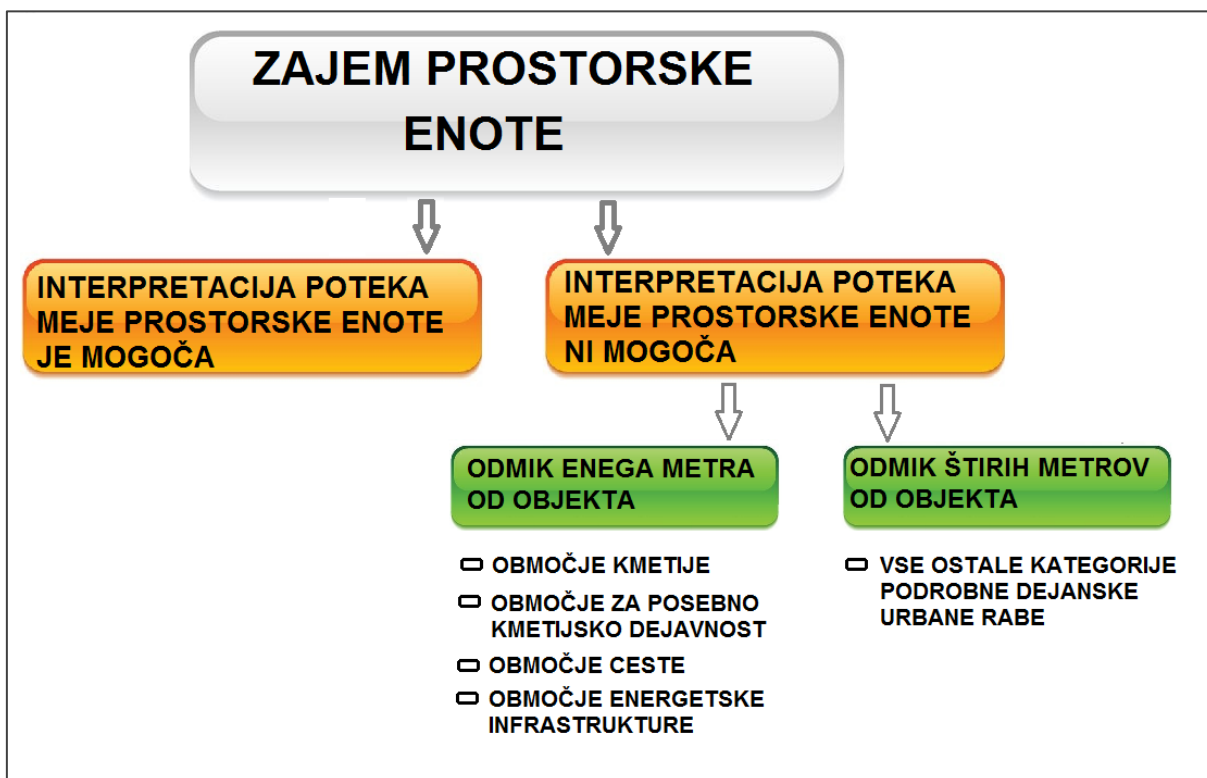 ZAJEM PROSTORSKE
ENOTE
INTERPRETACIJA POTEKA
MEJE PROSTORSKE ENOTE
JE MOGOČA
INTERPRETACIJA POTEKA
MEJE PROSTORSKE ENOTE
NI MOGOČA
ODMIK ENEGA METRA
OD OBJEKTA
OBMOČJE KMETIJE
OBMOČJE ZA POSEBNO
KMETIJSKO DEJAVNOST
OBMOČJE CESTE
OBMOČJE ENERGETSKE
INFRASTRUKTURE
ODMIK ŠTIRIH METROV
OD OBJEKTA
VSE OSTALE KATEGORIJE
PODROBNE DEJANSKE
URBANE RABE